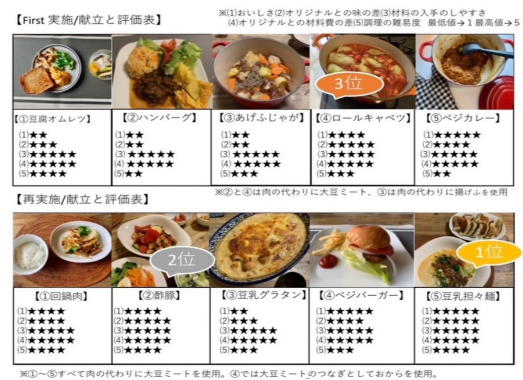 【First 実施/献立と評価表】
※(1)おいしさ(2)オリジナルとの味の差(3)材料の入手のしやすさ
(4)オリジナルとの材料費の差(5)調理の難易度 最低値→1最高値→5
3位
【①豆腐オムレツ】
(1)★★
(2)★★★
(3)★★★★★
(4)★★★★★
(5)★★★★
【②ハンバーグ】
(1)★★
(2)★★
(3)★★★★★
(4)★★★★★
(5)★★
【③あげふじゃが】
(1)★★
(2)★★
(3)★★★★★
(4)★★★★★
(5)★★★
【④ロールキャベツ】
(1)★★★★
(2)★★★★★
(3)★★★★★
(4)★★★★★
(5)★★★
【⑤ベジカレー】
(1)★★★★★
(2)★★★★
(3)★★★★★
(4)★★★★★
(5)★★
※②と④は肉の代わりに大豆ミート、③は肉の代わりに揚げふを使用
【再実施/献立と評価表】
2位
1位
【①回鍋肉】
(1)★★★★
(2)★★★★
(3)★★★★★
(4)★★★★★
(5)★★★★
【②酢豚】
(1)★★★★
(2)★★★★★
(3)★★★★★
(4)★★★★★
(5)★★★★
【③豆乳グラタン】
(1)★★
(2)★★★
(3)★★★★★
(4)★★★★★
(5)★★★
【④ベジバーガー】
(1)★★★★★
(2)★★★★
(3)★★★★★
(4)★★★★★
(5)★★★
【⑤豆乳担々麺】
(1)★★★★★
(2)★★★★★
(3)★★★★★
(4)★★★★★
(5)★★★★
※①～⑤すべて肉の代わりに大豆ミートを使用。④では大豆ミートのつなぎとしておからを使用。